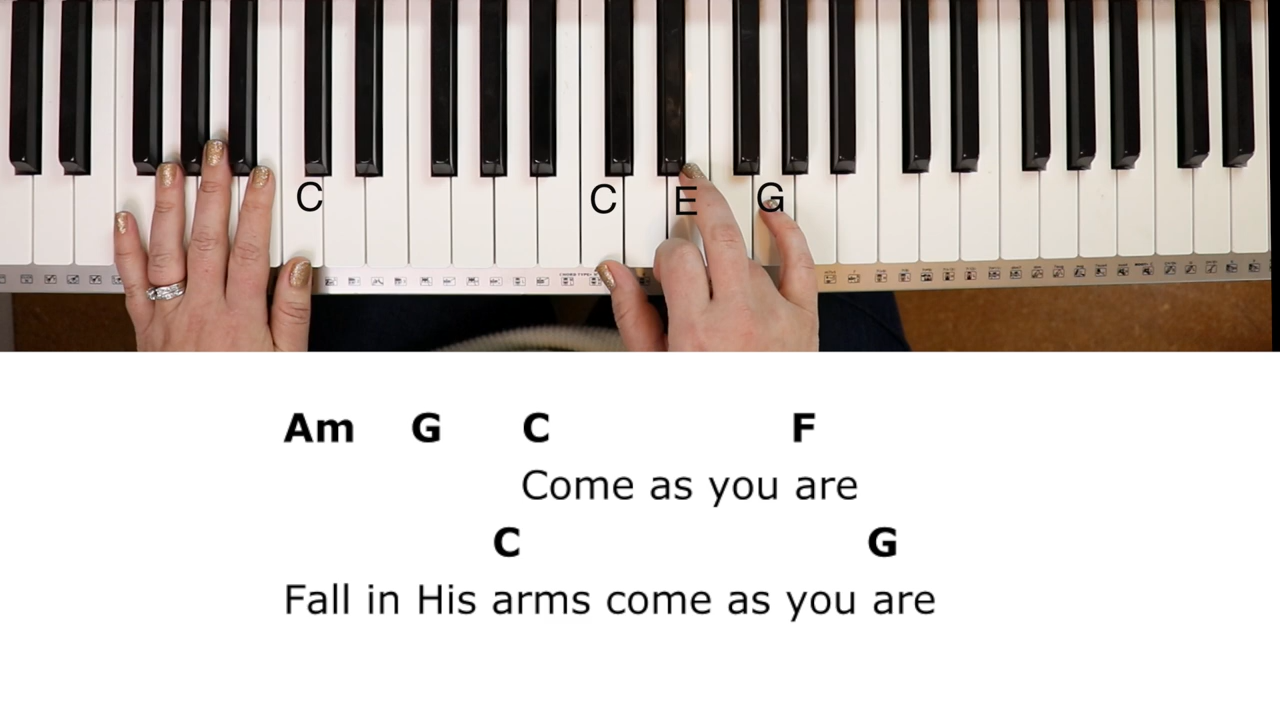 C C E G
Am G C F
Come as you are
C G
Fall in His arms come as you are